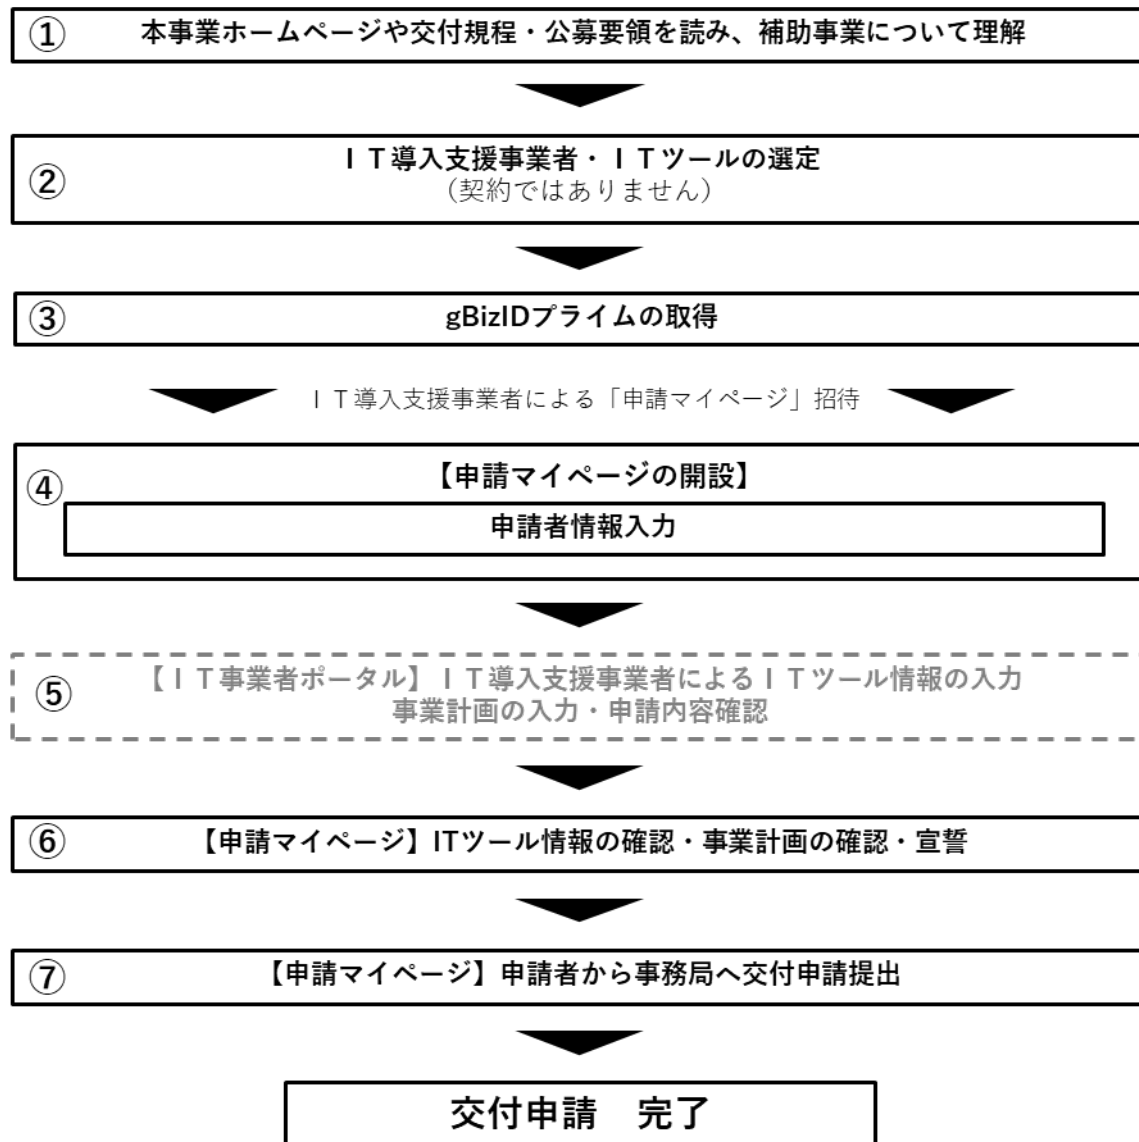 ① 本事業ホームページや交付規程・公募要領を読み、補助事業について理解
② ＩＴ導入支援事業者・ＩＴツールの選定
（契約ではありません）
③ gBizIDプライムの取得
ＩＴ導入支援事業者による「申請マイページ」招待
④ 【申請マイページの開設】
申請者情報入力
⑤ 【ＩＴ事業者ポータル】ＩＴ導入支援事業者によるＩＴツール情報の入力
事業計画の入力・申請内容確認
⑥ 【申請マイページ】ITツール情報の確認・事業計画の確認・宣誓
⑦ 【申請マイページ】申請者から事務局へ交付申請提出
交付申請　完了